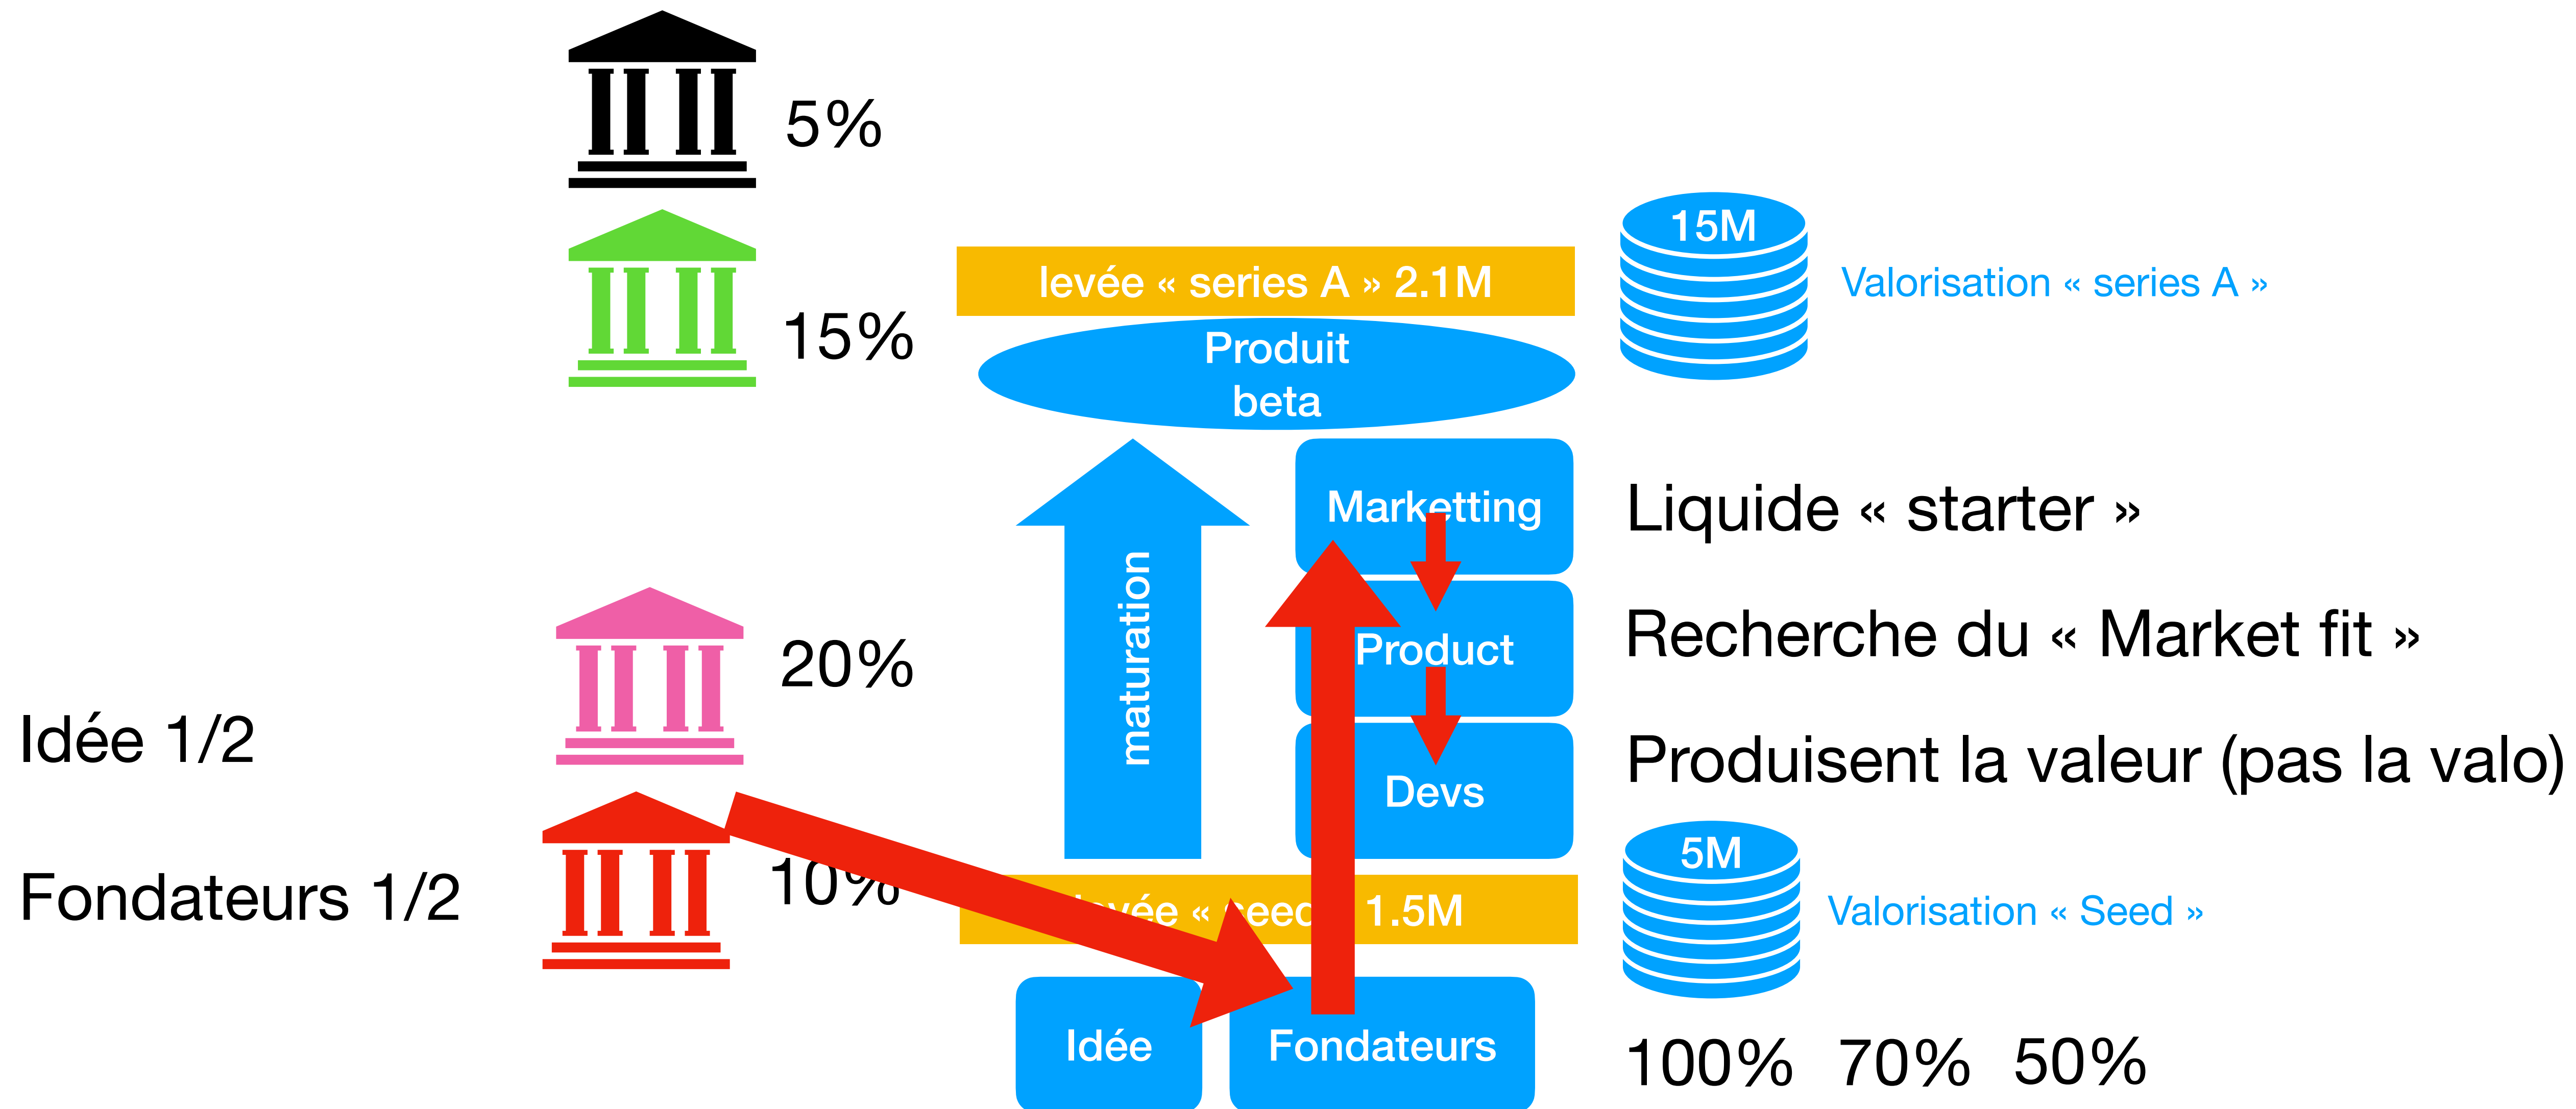 5%
15%
levée « series A » 2.1M
15M
Valorisation « series A »
Produit
beta
Marketting
Liquide « starter »
maturation
Product
Recherche du « Market fit »
20%
Idée 1/2
Devs
Produisent la valeur (pas la valo)
5M
10%
Fondateurs 1/2
« seed 1.5M
Valorisation « Seed »
Idée
Fondateurs
100% 70% 50%